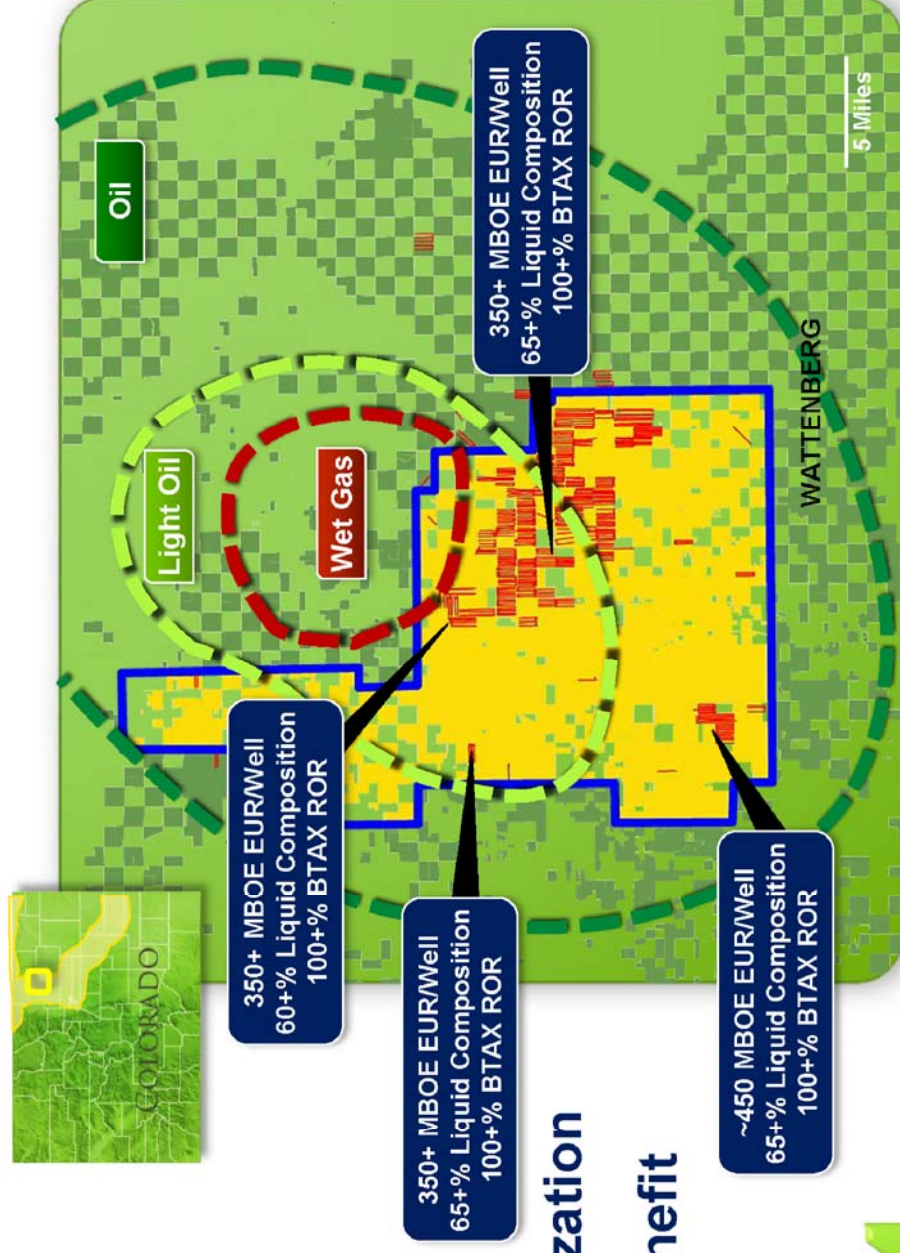 COLORADO
Oil
Light Oil
350+ MBOE EUR/Well
60+% Liquid Composition
100+% BTAX ROR
Wet Gas
350+ MBOE EUR/Well
65+% Liquid Composition
100+% BTAX ROR
350+ MBOE EUR/Well
65+% Liquid Composition
100+% BTAX ROR
zation
nefit
~450 MBOE EUR/Well
65+% Liquid Composition
100+% BTAX ROR
WATTENBERG
5 Miles